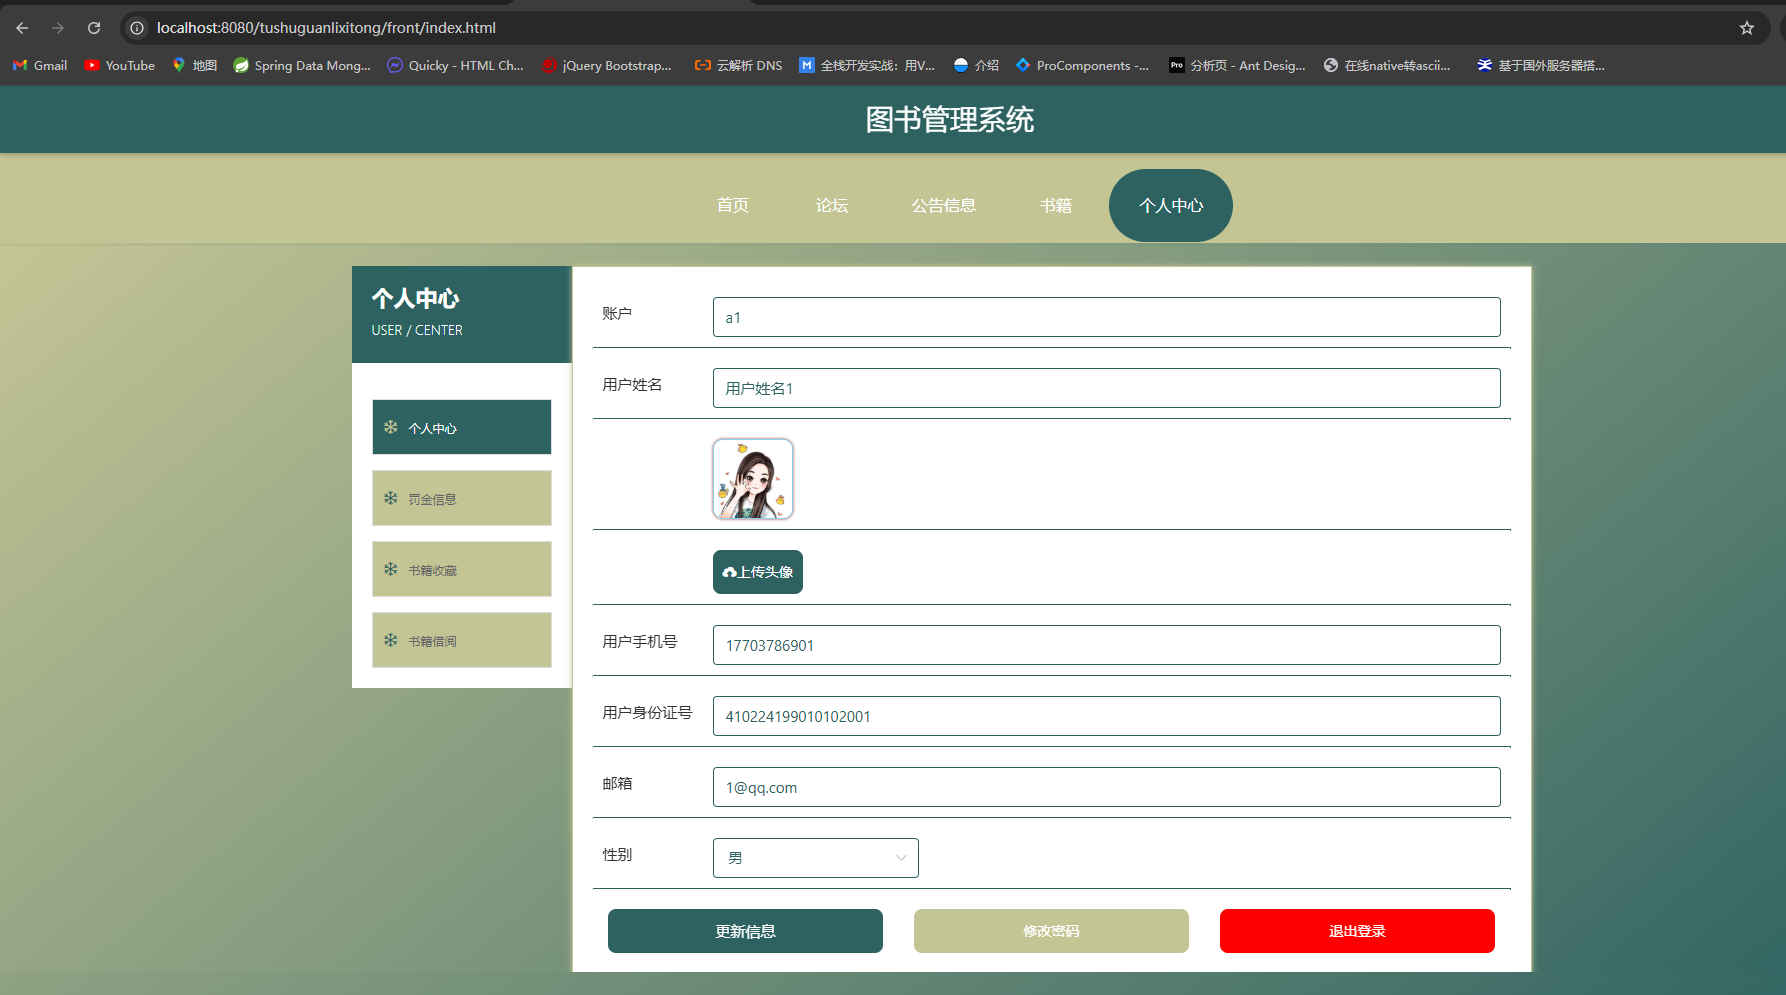 localhost:8080/tushuguanlixitong/front/index.html
Gmail YouTube 地图 Spring Data Mong... Quicky - HTML Ch... jQuery Bootstrap... 云解析 DNS 全栈开发实战：用V... 介绍 ProComponents -... Pro 分析页 - Ant Desig... 在线native转ascii... 基于国外服务器搭...
图书管理系统
首页 论坛 公告信息 书籍 个人中心
个人中心
USER / CENTER
个人中心
罚金信息
书籍收藏
书籍借阅
账户 a1
用户姓名 用户姓名1
上传头像
用户手机号 17703786901
用户身份证号 410224199010102001
邮箱 1@qq.com
性别 男
更新信息 修改密码 退出登录